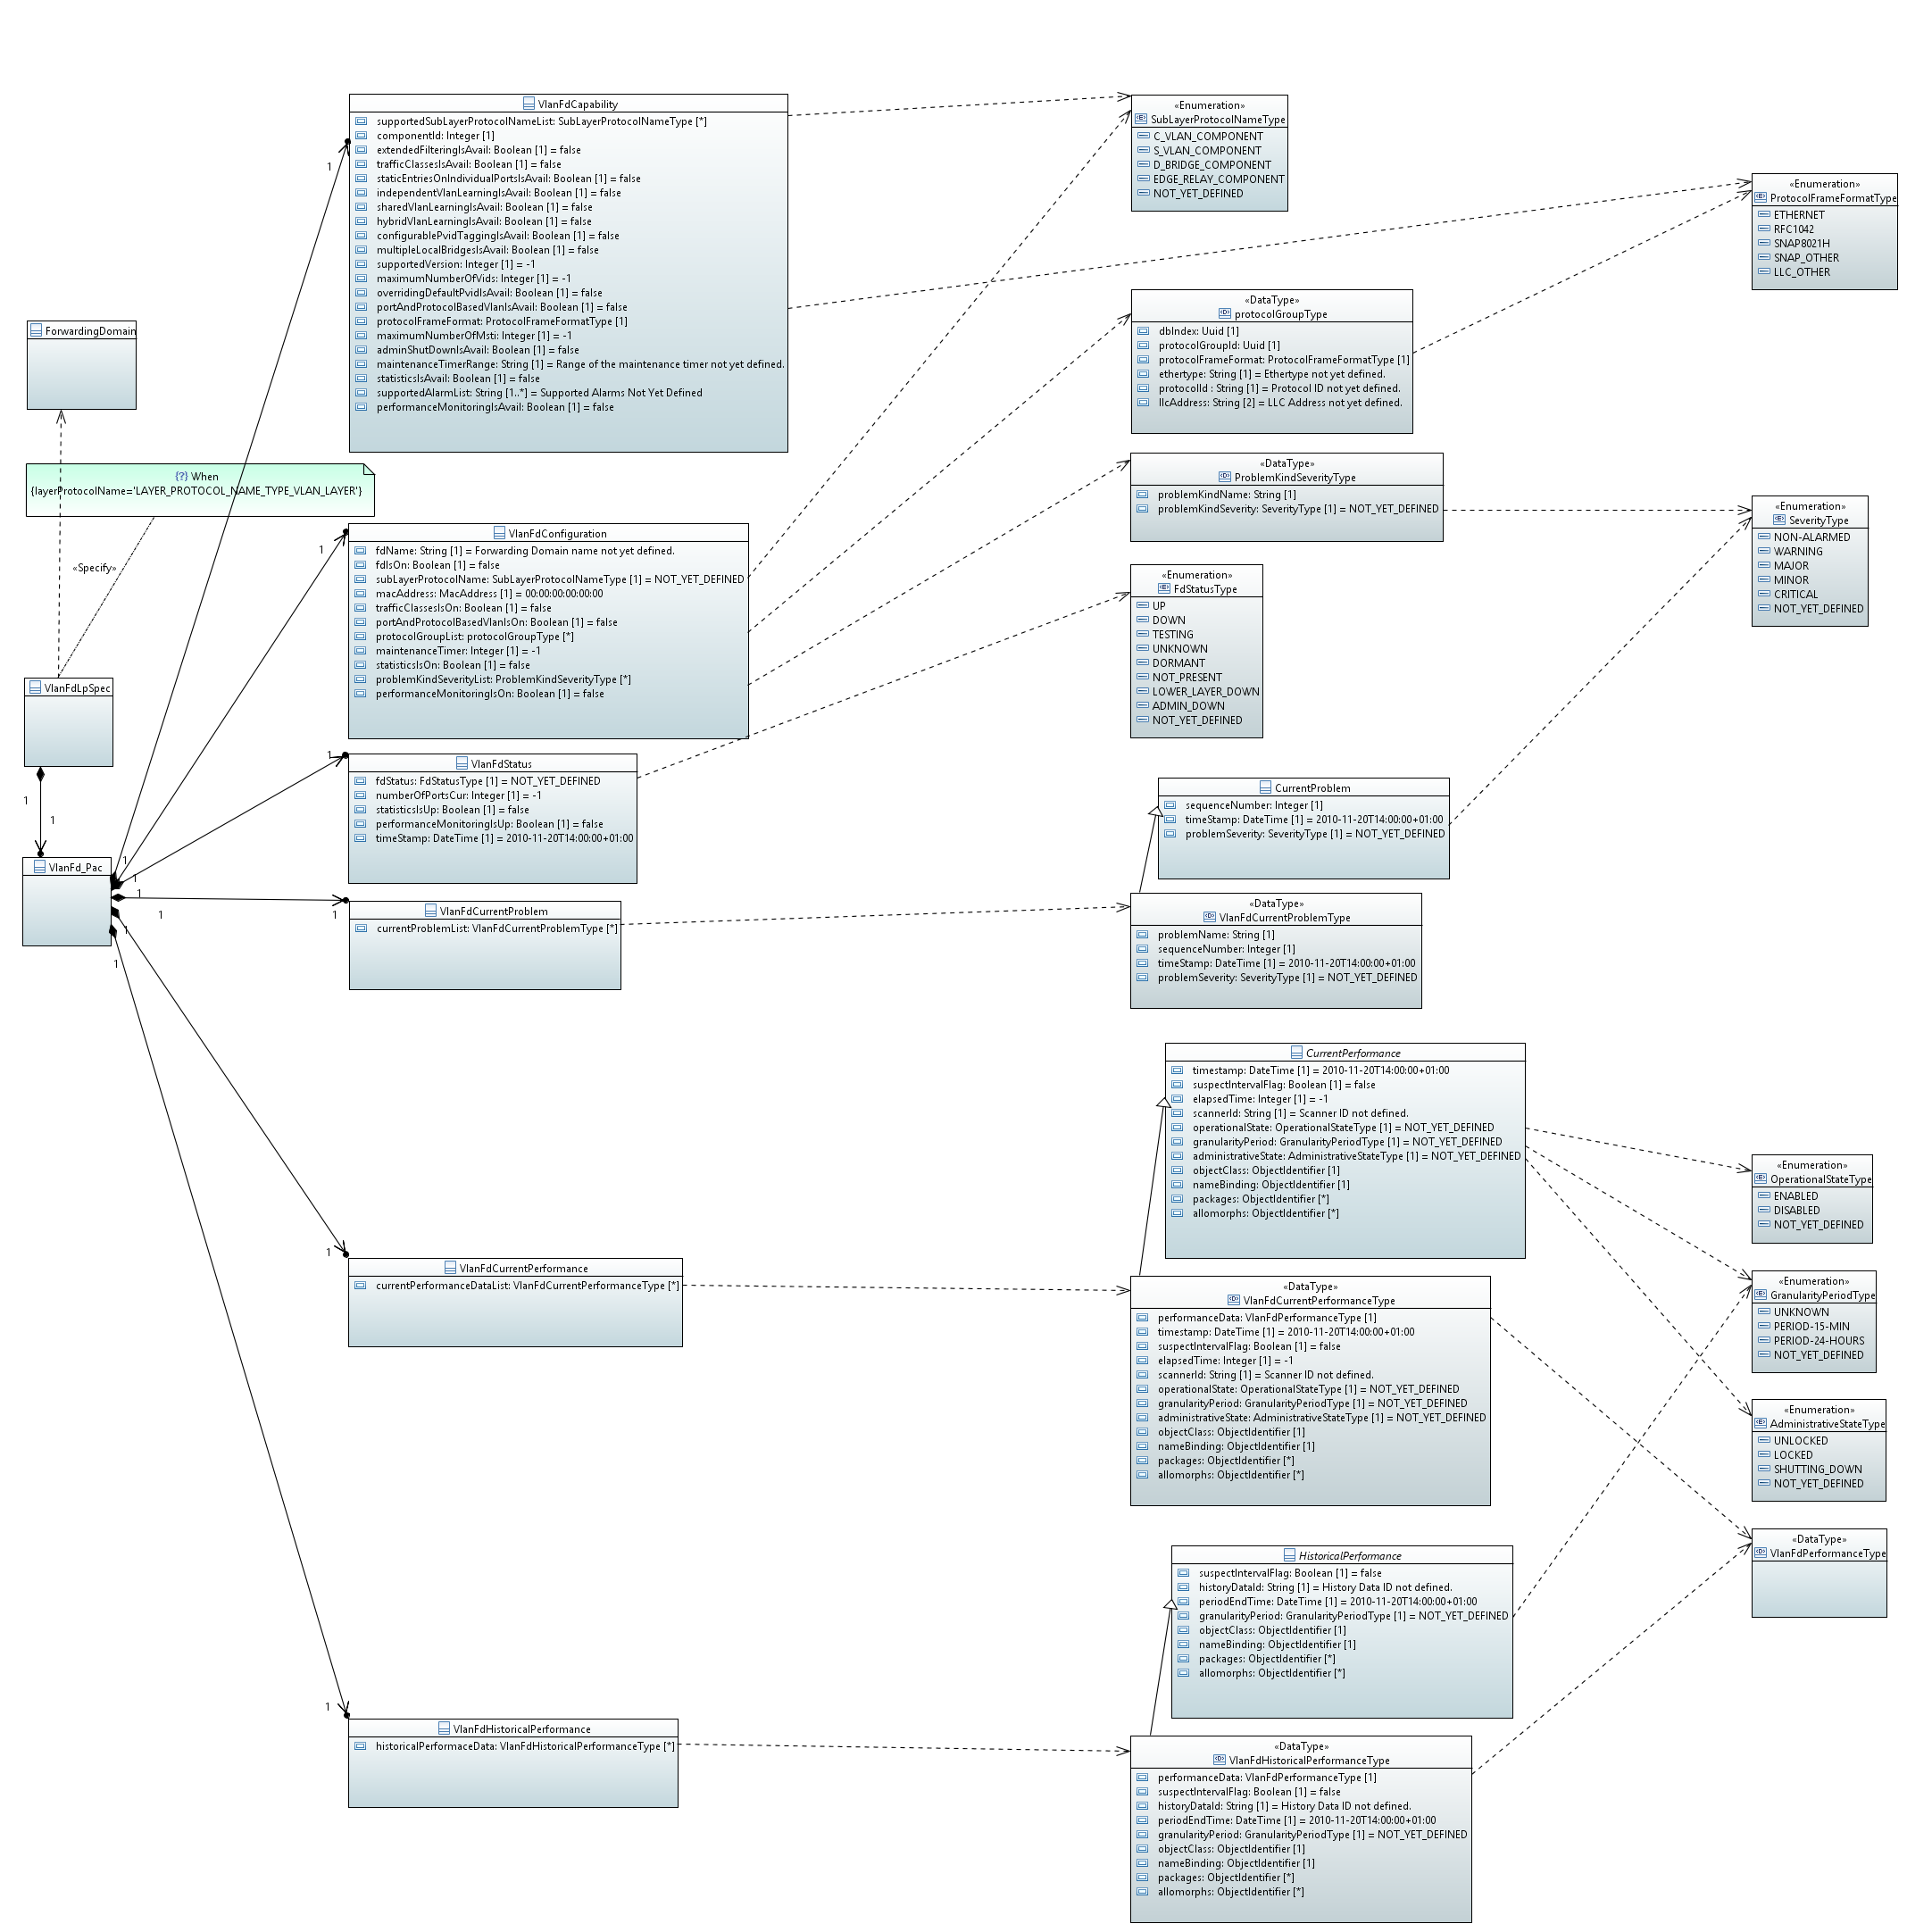 VlanFdCapability
supportedSubLayerProtocolNameList: SubLayerProtocolNameType [*]
componentId: Integer [1]
extendedFilteringIsAvail: Boolean [1] = false
trafficClassesIsAvail: Boolean [1] = false
staticEntriesOnIndividualPortsIsAvail: Boolean [1] = false
independentVlanLearningIsAvail: Boolean [1] = false
sharedVlanLearningIsAvail: Boolean [1] = false
hybridVlanLearningIsAvail: Boolean [1] = false
configurablePvidTaggingIsAvail: Boolean [1] = false
multipleLocalBridgesIsAvail: Boolean [1] = false
supportedVersion: Integer [1] = -1
maximumNumberOfVids: Integer [1] = -1
overridingDefaultPvidIsAvail: Boolean [1] = false
portAndProtocolBasedVlanIsAvail: Boolean [1] = false
protocolFrameFormat: ProtocolFrameFormatType [1]
maximumNumberOfMsti: Integer [1] = -1
adminShutDownIsAvail: Boolean [1] = false
maintenanceTimerRange: String [1] = Range of the maintenance timer not yet defined.
statisticsIsAvail: Boolean [1] = false
supportedAlarmList: String [1..*] = Supported Alarms Not Yet Defined
performanceMonitoringIsAvail: Boolean [1] = false
«Enumeration»
SubLayerProtocolNameType
C_VLAN_COMPONENT
S_VLAN_COMPONENT
D_BRIDGE_COMPONENT
EDGE_RELAY_COMPONENT
NOT_YET_DEFINED
«Enumeration»
ProtocolFrameFormatType
ETHERNET
RFC1042
SNAP8021H
SNAP_OTHER
LLC_OTHER
«DataType»
protocolGroupType
dbIndex: Uuid [1]
protocolGroupId: Uuid [1]
protocolFrameFormat: ProtocolFrameFormatType [1]
ethertype: String [1] = Ethertype not yet defined.
protocolId : String [1] = Protocol ID not yet defined.
llcAddress: String [2] = LLC Address not yet defined.
ForwardingDomain
{?} When
{layerProtocolName='LAYER_PROTOCOL_NAME_TYPE_VLAN_LAYER'}
«Specify»
«DataType»
ProblemKindSeverityType
problemKindName: String [1]
problemKindSeverity: SeverityType [1] = NOT_YET_DEFINED
«Enumeration»
SeverityType
NON-ALARMED
WARNING
MAJOR
MINOR
CRITICAL
NOT_YET_DEFINED
VlanFdConfiguration
fdName: String [1] = Forwarding Domain name not yet defined.
fdIsOn: Boolean [1] = false
subLayerProtocolName: SubLayerProtocolNameType [1] = NOT_YET_DEFINED
macAddress: MacAddress [1] = 00:00:00:00:00:00
trafficClassesIsOn: Boolean [1] = false
portAndProtocolBasedVlanIsOn: Boolean [1] = false
protocolGroupList: protocolGroupType [*]
maintenanceTimer: Integer [1] = -1
statisticsIsOn: Boolean [1] = false
problemKindSeverityList: ProblemKindSeverityType [*]
performanceMonitoringIsOn: Boolean [1] = false
«Enumeration»
FdStatusType
UP
DOWN
TESTING
UNKNOWN
DORMANT
NOT_PRESENT
LOWER_LAYER_DOWN
ADMIN_DOWN
NOT_YET_DEFINED
VlanFdLpSpec
1
1
VlanFd_Pac
1
1
1
1
1
1
1
1
1
1
1
1
VlanFdStatus
fdStatus: FdStatusType [1] = NOT_YET_DEFINED
numberOfPortsCur: Integer [1] = -1
statisticsIsUp: Boolean [1] = false
performanceMonitoringIsUp: Boolean [1] = false
timeStamp: DateTime [1] = 2010-11-20T14:00:00+01:00
CurrentProblem
sequenceNumber: Integer [1]
timeStamp: DateTime [1] = 2010-11-20T14:00:00+01:00
problemSeverity: SeverityType [1] = NOT_YET_DEFINED
VlanFdCurrentProblem
currentProblemList: VlanFdCurrentProblemType [*]
«DataType»
VlanFdCurrentProblemType
problemName: String [1]
sequenceNumber: Integer [1]
timeStamp: DateTime [1] = 2010-11-20T14:00:00+01:00
problemSeverity: SeverityType [1] = NOT_YET_DEFINED
CurrentPerformance
timestamp: DateTime [1] = 2010-11-20T14:00:00+01:00
suspectIntervalFlag: Boolean [1] = false
elapsedTime: Integer [1] = -1
scannerId: String [1] = Scanner ID not defined.
operationalState: OperationalStateType [1] = NOT_YET_DEFINED
granularityPeriod: GranularityPeriodType [1] = NOT_YET_DEFINED
administrativeState: AdministrativeStateType [1] = NOT_YET_DEFINED
objectClass: ObjectIdentifier [1]
nameBinding: ObjectIdentifier [1]
packages: ObjectIdentifier [*]
allomorphs: ObjectIdentifier [*]
«Enumeration»
OperationalStateType
ENABLED
DISABLED
NOT_YET_DEFINED
«Enumeration»
GranularityPeriodType
UNKNOWN
PERIOD-15-MIN
PERIOD-24-HOURS
NOT_YET_DEFINED
VlanFdCurrentPerformance
currentPerformanceDataList: VlanFdCurrentPerformanceType [*]
«DataType»
VlanFdCurrentPerformanceType
performanceData: VlanFdPerformanceType [1]
timestamp: DateTime [1] = 2010-11-20T14:00:00+01:00
suspectIntervalFlag: Boolean [1] = false
elapsedTime: Integer [1] = -1
scannerId: String [1] = Scanner ID not defined.
operationalState: OperationalStateType [1] = NOT_YET_DEFINED
granularityPeriod: GranularityPeriodType [1] = NOT_YET_DEFINED
administrativeState: AdministrativeStateType [1] = NOT_YET_DEFINED
objectClass: ObjectIdentifier [1]
nameBinding: ObjectIdentifier [1]
packages: ObjectIdentifier [*]
allomorphs: ObjectIdentifier [*]
«Enumeration»
AdministrativeStateType
UNLOCKED
LOCKED
SHUTTING_DOWN
NOT_YET_DEFINED
«DataType»
VlanFdPerformanceType
HistoricalPerformance
suspectIntervalFlag: Boolean [1] = false
historyDataId: String [1] = History Data ID not defined.
periodEndTime: DateTime [1] = 2010-11-20T14:00:00+01:00
granularityPeriod: GranularityPeriodType [1] = NOT_YET_DEFINED
objectClass: ObjectIdentifier [1]
nameBinding: ObjectIdentifier [1]
packages: ObjectIdentifier [*]
allomorphs: ObjectIdentifier [*]
VlanFdHistoricalPerformance
historicalPerformaceData: VlanFdHistoricalPerformanceType [*]
«DataType»
VlanFdHistoricalPerformanceType
performanceData: VlanFdPerformanceType [1]
suspectIntervalFlag: Boolean [1] = false
historyDataId: String [1] = History Data ID not defined.
periodEndTime: DateTime [1] = 2010-11-20T14:00:00+01:00
granularityPeriod: GranularityPeriodType [1] = NOT_YET_DEFINED
objectClass: ObjectIdentifier [1]
nameBinding: ObjectIdentifier [1]
packages: ObjectIdentifier [*]
allomorphs: ObjectIdentifier [*]